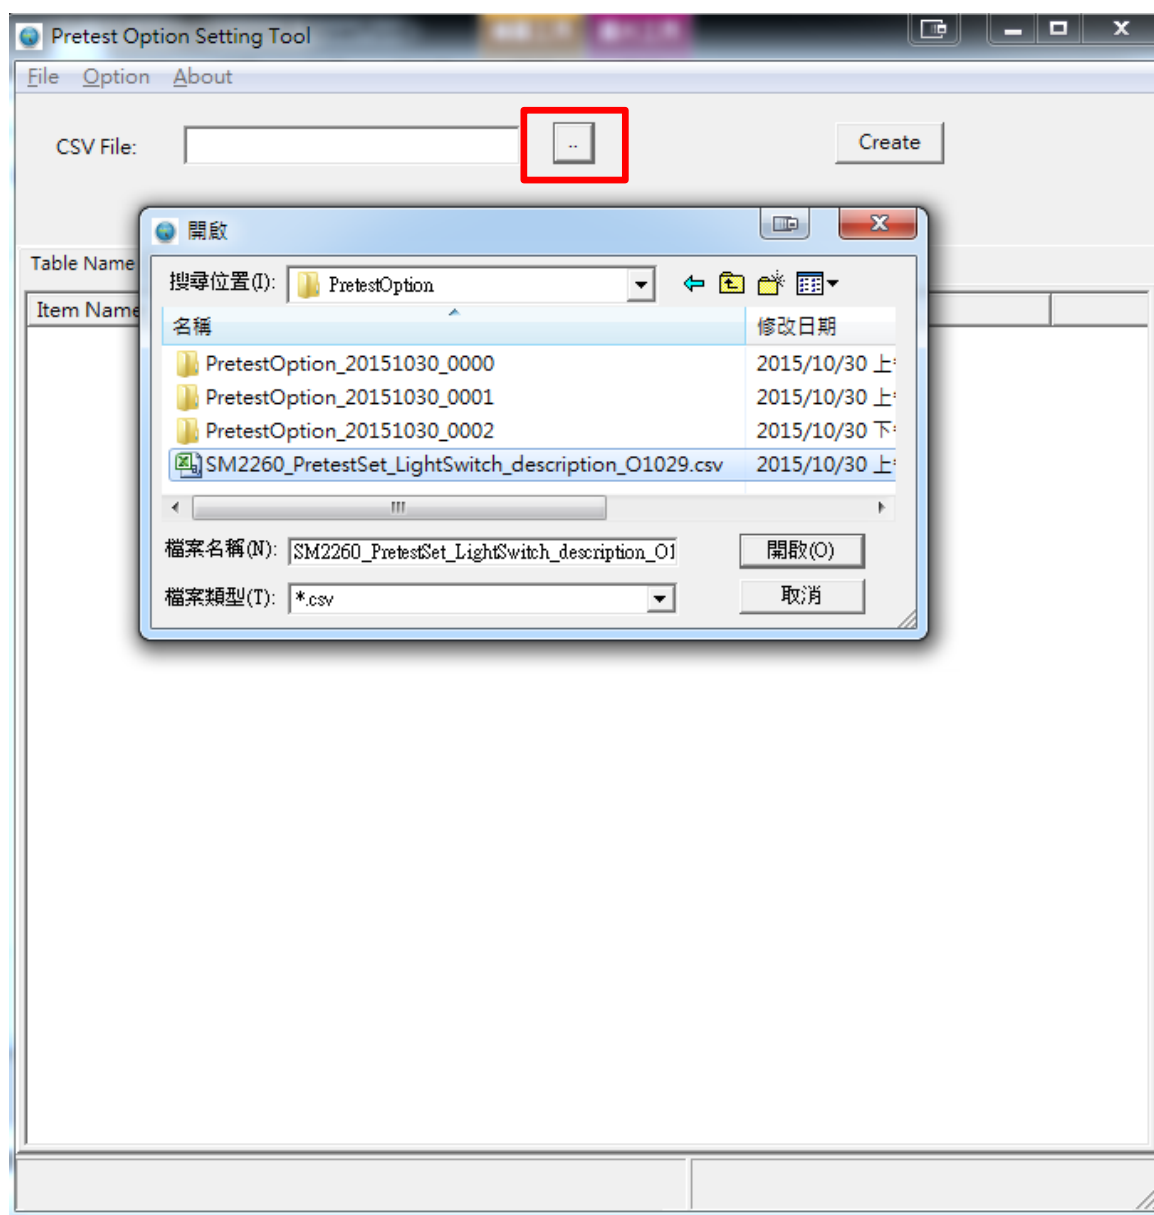 Pretest Option Setting Tool
File Option About
CSV File: .. Create
開啟
Table Name
搜尋位置(I): PretestOption
Item Name
名稱 修改日期
PretestOption_20151030_0000 2015/10/30 上
PretestOption_20151030_0001 2015/10/30 上
PretestOption_20151030_0002 2015/10/30 下
SM2260_PretestSet_LightSwitch_description_O1029.csv 2015/10/30 上
檔案名稱(N): SM2260_PretestSet_LightSwitch_description_O1 開啟(O)
檔案類型(T): *.csv 取消